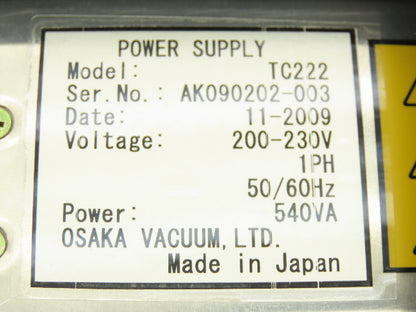 POWER SUPPLY
Model: TC222
Ser.No.: AK090202-003
Date: 11-2009
Voltage: 200-230V
1PH
50/60Hz
Power: 540VA
OSAKA VACUUM,LTD.
Made in Japan